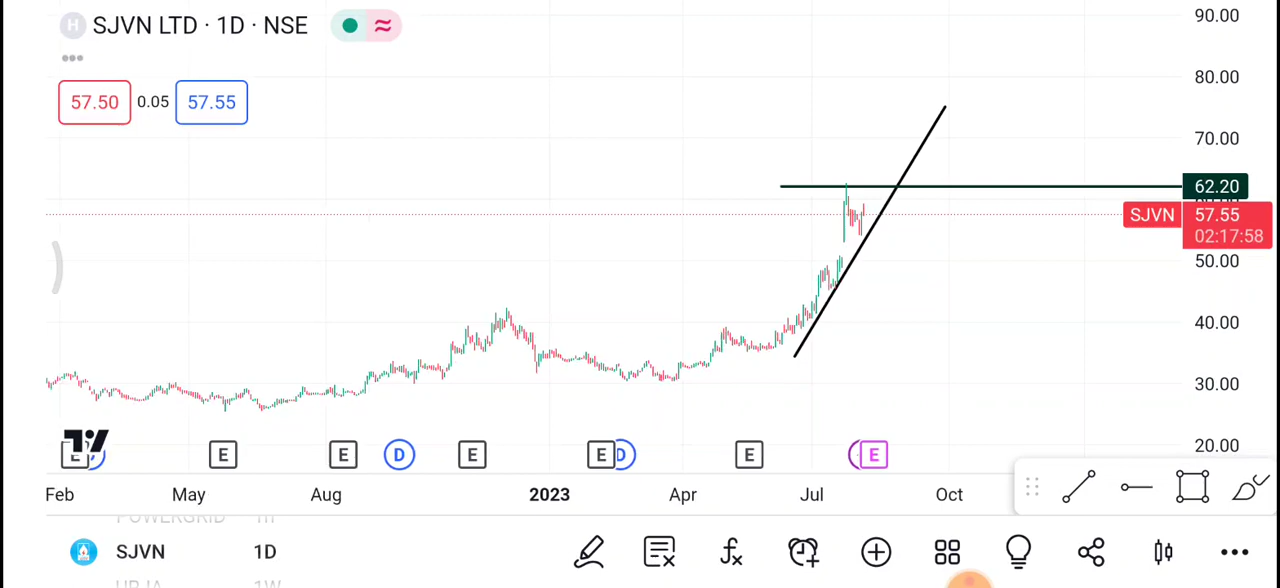 H SJVN LTD · 1D · NSE
57.50 0.05 57.55
90.00
80.00
70.00
62.20
SJVN 57.55
02:17:58
50.00
40.00
30.00
20.00
E E D E E D E E
Feb May Aug 2023 Apr Jul Oct
POWERGRID
SJVN 1D
1W